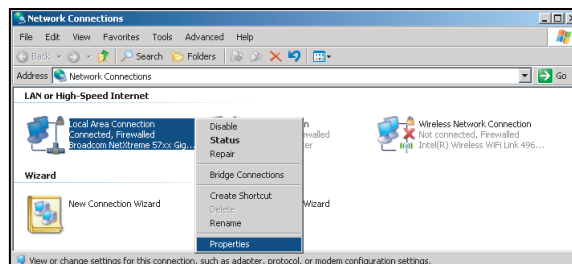 Network Connections
File Edit View Favorites Tools Advanced Help
Back Search Folders
Address Network Connections Go
LAN or High-Speed Internet
Local Area Connection
Connected, Firewalled
Broadcom NetXtreme 57xx Gig...
Disable
Status
Repair
Bridge Connections
Create Shortcut
Delete
Rename
Properties
Wireless Network Connection
Not connected, Firewalled
Intel(R) Wireless WiFi Link 496...
Wizard
New Connection Wizard
Wizard
View or change settings for this connection, such as adapter, protocol, or modem configuration settings.